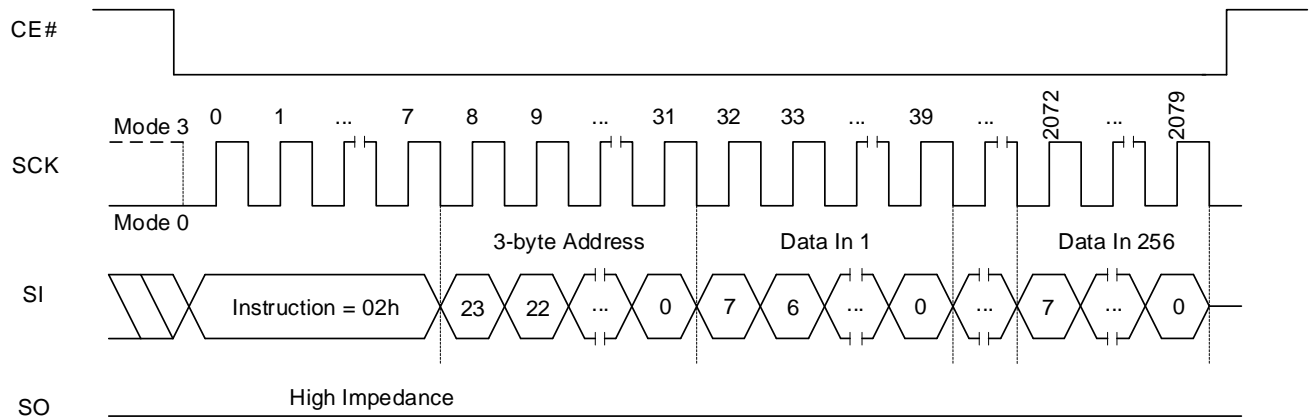 CE#
0 1 ... 7 8 9 ... 31 32 33 ... 39 ... 2072 ... 2079
Mode 3
SCK
Mode 0
3-byte Address Data In 1 Data In 256
SI Instruction = 02h 23 22 ... 0 7 6 ... 0 ... 7 ... 0
High Impedance
SO